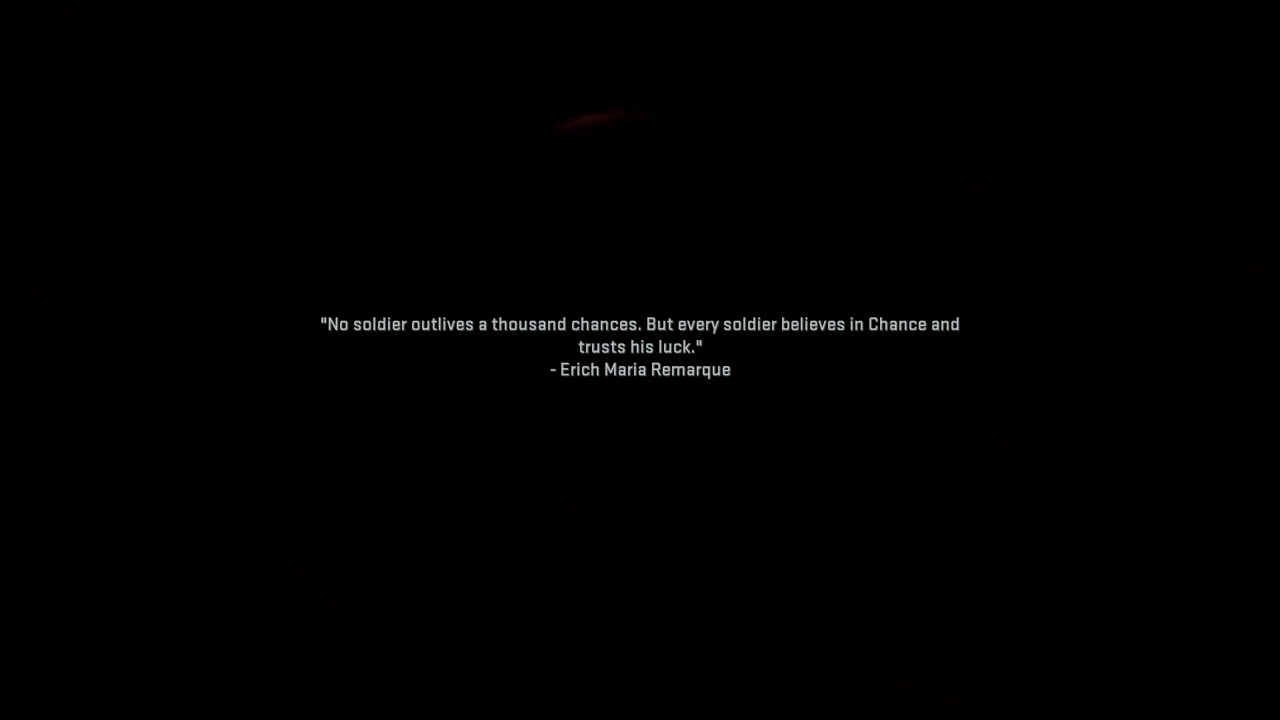 "No soldier outlives a thousand chances. But every soldier believes in Chance and
trusts his luck."
- Erich Maria Remarque